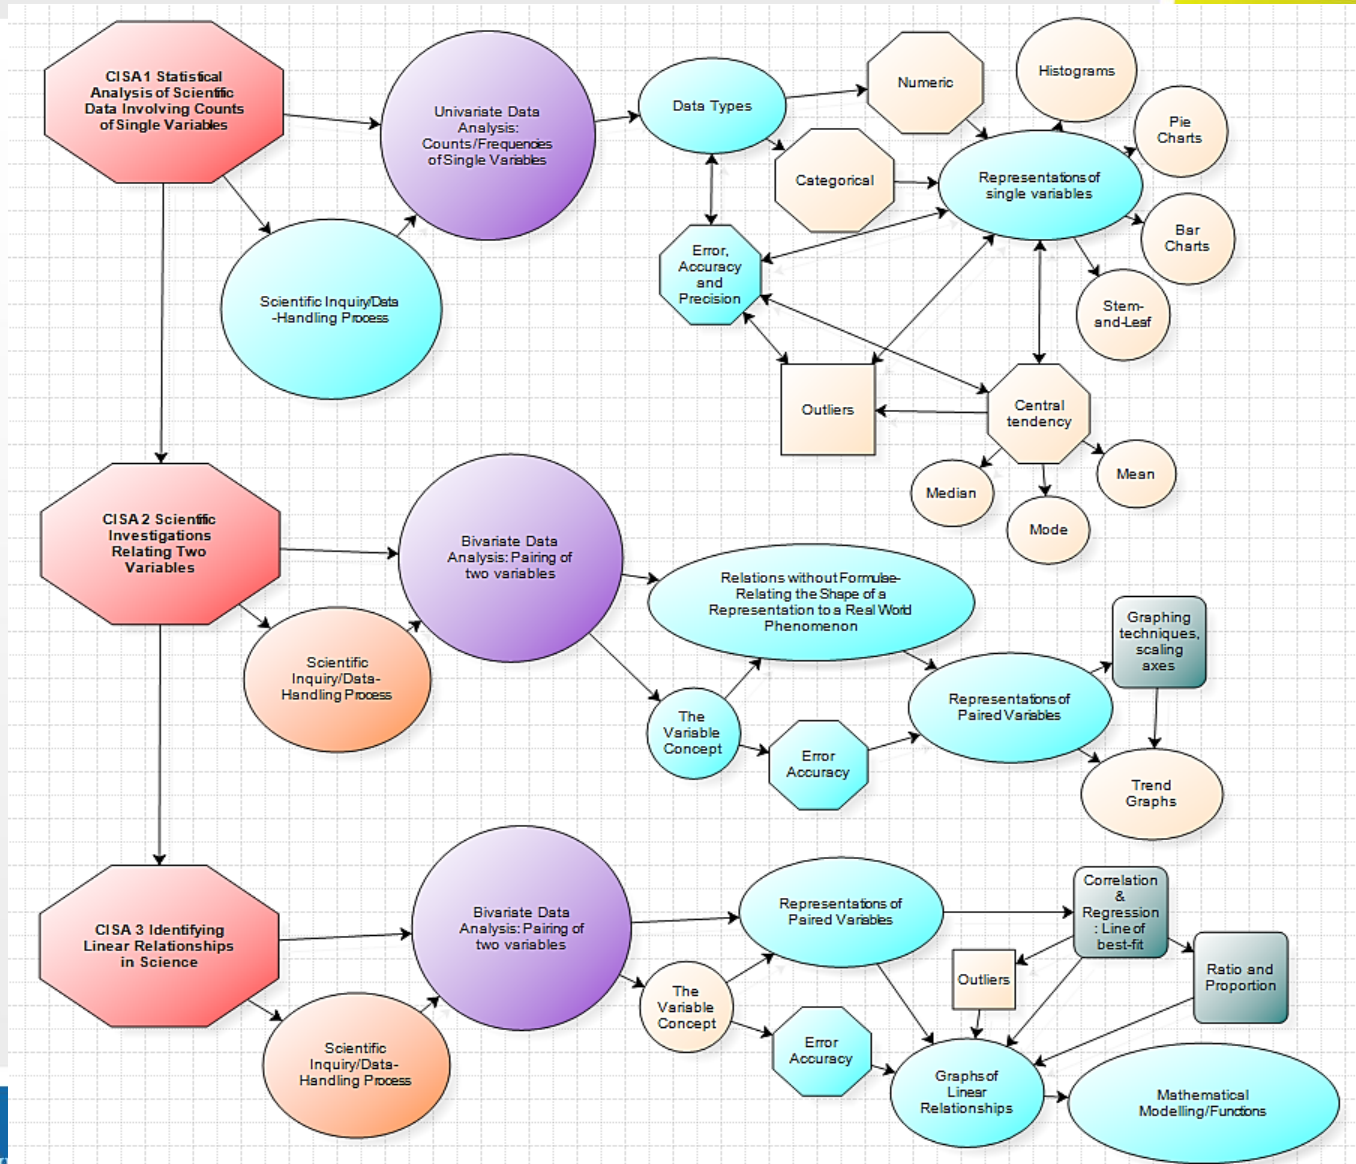 CISA1 Statistical
Analysis of Scientific
Data Involving Counts
of Single Variables
Univariate Data
Analysis:
Counts/Frequencies
of Single Variables
Data Types
Numeric
Histograms
Pie
Charts
Categorical
Representations of
single variables
Bar
Charts
Error,
Accuracy
and
Precision
Scientific Inquiry/Data
-Handling Process
Stem-
and-Leaf
Outliers
Central
tendency
Median
Mean
Mode
CISA 2 Scientific
Investigations
Relating Two
Variables
Bivariate Data
Analysis: Pairing of
two variables
Relations without Formulae-
Relating the Shape of a
Representation to a Real World
Phenomenon
Graphing
techniques,
scaling
axes
Scientific
Inquiry/Data-
Handling Process
The
Variable
Concept
Representations of
Paired Variables
Error
Accuracy
Trend
Graphs
CISA 3 Identifying
Linear Relationships
in Science
Bivariate Data
Analysis: Pairing of
two variables
Representations of
Paired Variables
Correlation
&
Regression
: Line of
best-fit
Outliers
Ratio and
Proportion
The
Variable
Concept
Scientific
Inquiry/Data-
Handling Process
Error
Accuracy
Graphs of
Linear
Relationships
Mathematical
Modelling/Functions